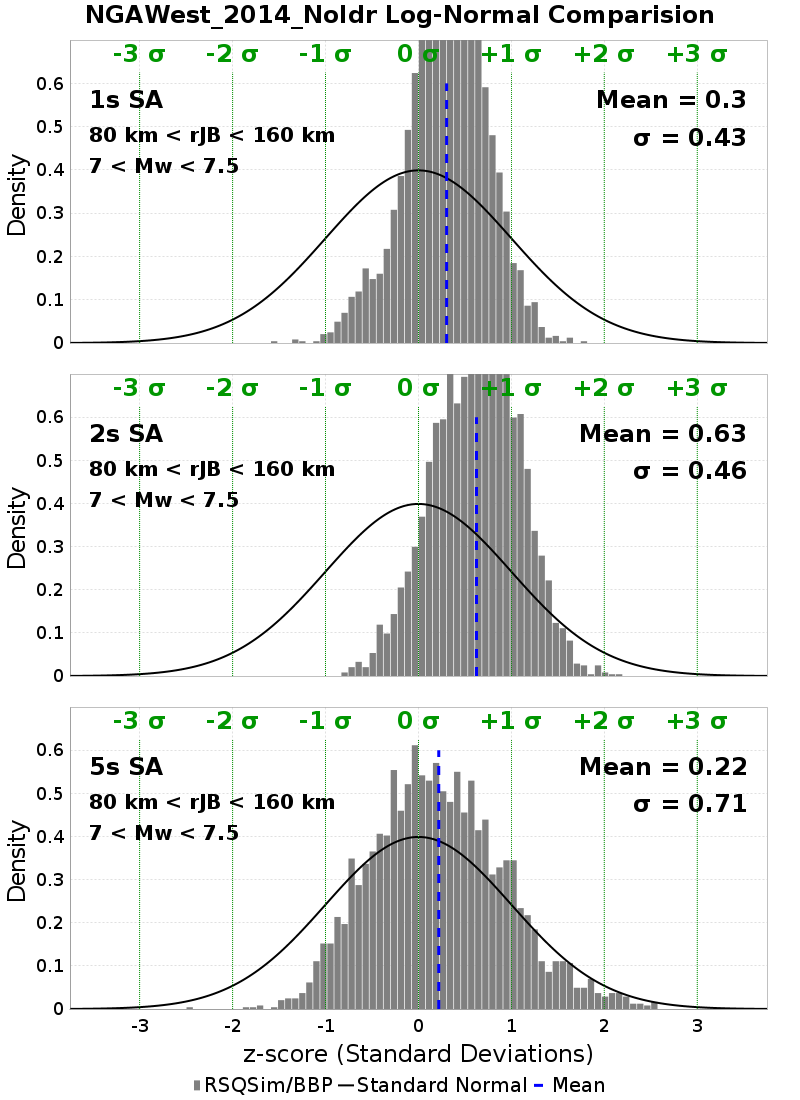 NGAWest_2014_NoIdr Log-Normal Comparision
-3 σ -2 σ -1 σ 0 σ +1 σ +2 σ +3 σ
0.6
1s SA
Mean = 0.3
0.5
80 km < rJB < 160 km
σ = 0.43
0.4
7 < Mw < 7.5
Density
0.3
0.2
0.1
0
-3 σ -2 σ -1 σ 0 σ +1 σ +2 σ +3 σ
0.6
2s SA
Mean = 0.63
0.5
80 km < rJB < 160 km
σ = 0.46
0.4
7 < Mw < 7.5
Density
0.3
0.2
0.1
0
-3 σ -2 σ -1 σ 0 σ +1 σ +2 σ +3 σ
0.6
5s SA
Mean = 0.22
0.5
80 km < rJB < 160 km
σ = 0.71
0.4
7 < Mw < 7.5
Density
0.3
0.2
0.1
0
-3 -2 -1 0 1 2 3
z-score (Standard Deviations)
RSQSim/BBP Standard Normal Mean